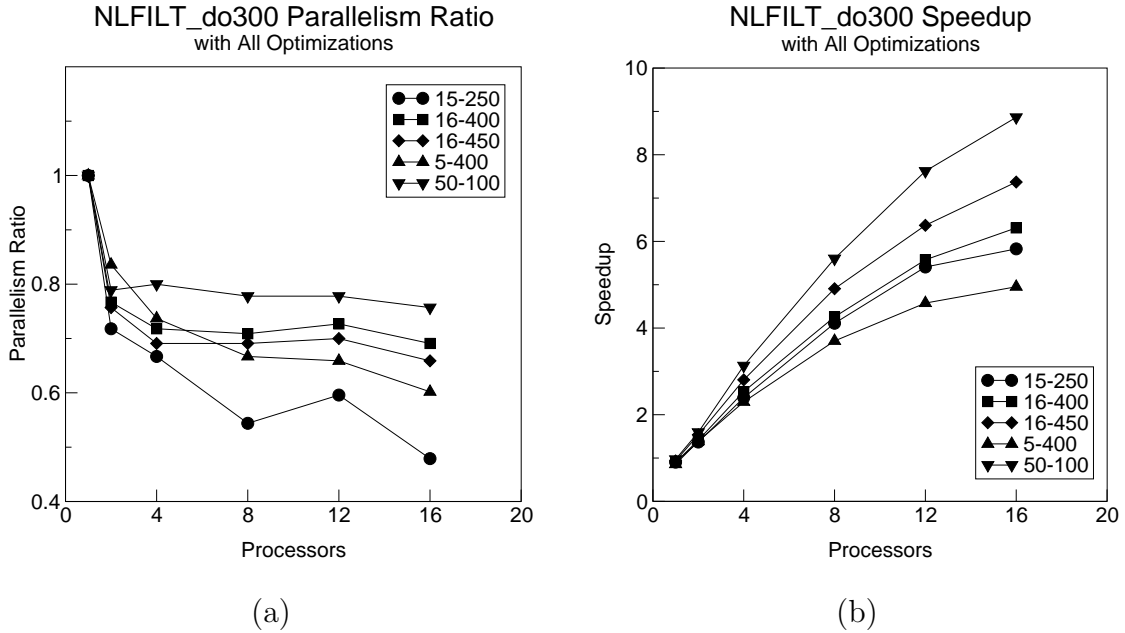 NLFILT_do300 Parallelism Ratio
with All Optimizations
15-250
16-400
16-450
5-400
50-100
1
0.8
0.6
0.4
Parallelism Ratio
0 4 8 12 16 20
Processors
(a)
NLFILT_do300 Speedup
with All Optimizations
10
8
6
4
2
0
Speedup
15-250
16-400
16-450
5-400
50-100
0 4 8 12 16 20
Processors
(b)